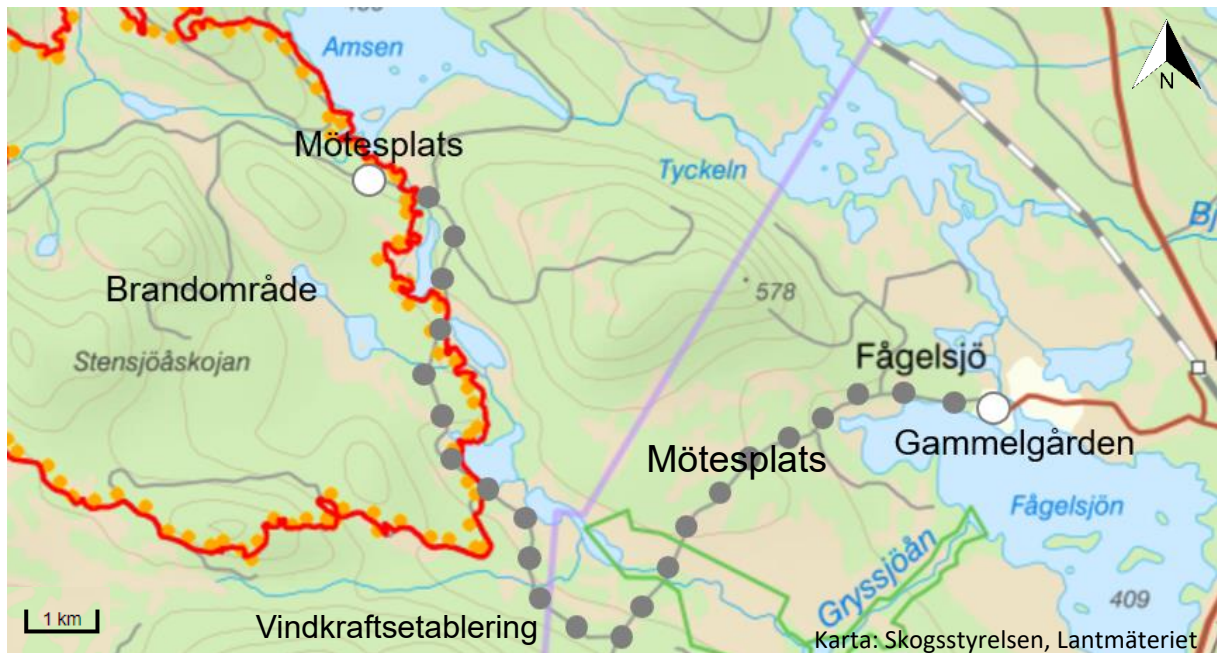 Amsen
N
Mötesplats
Tyckeln
Brandområde
578
Stensjöåskojan
Fågelsjö
Gammelgården
Mötesplats
Fågelsjön
Gryssjöån
409
1 km
Vindkraftsetablering
Karta: Skogsstyrelsen, Lantmäteriet